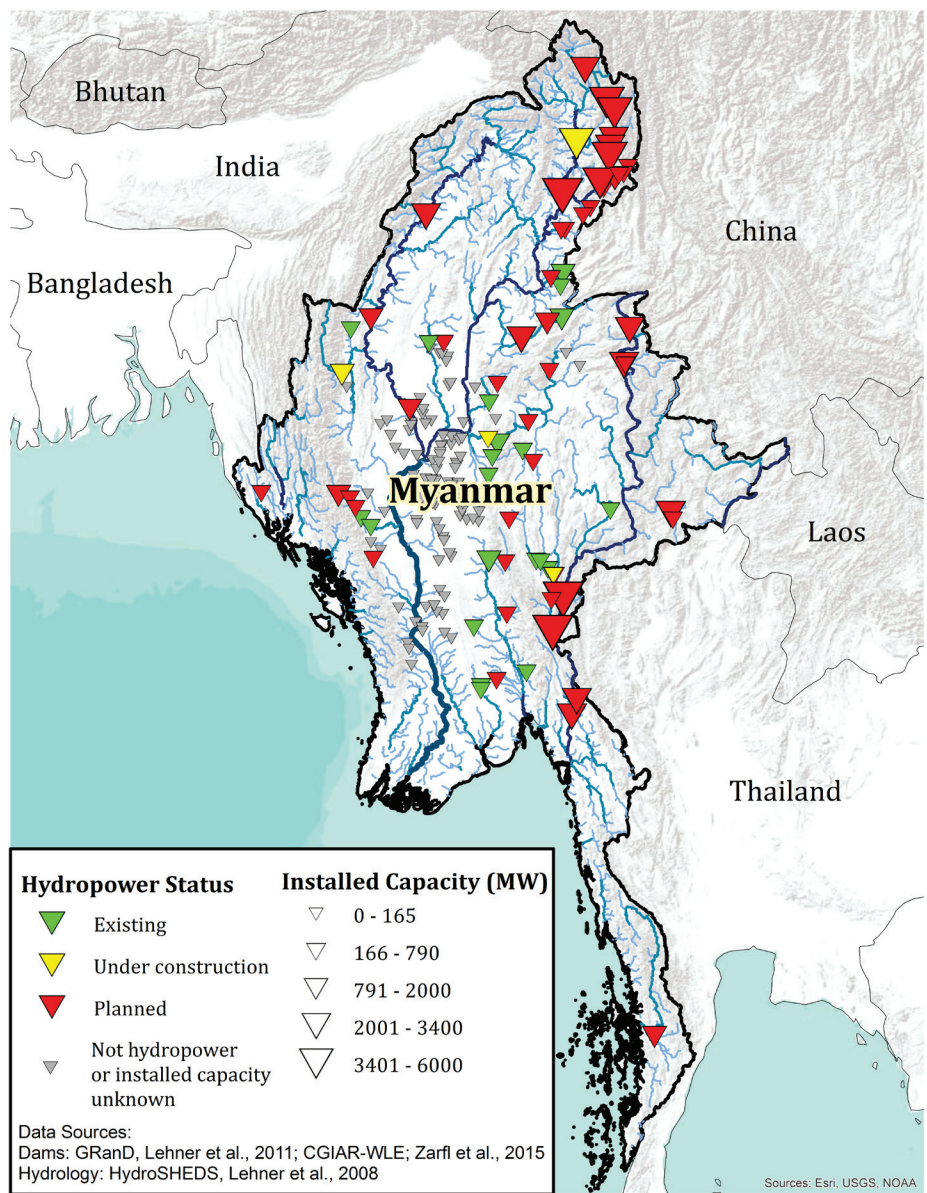 Bhutan
India
China
Bangladesh
Myanmar
Laos
Thailand
Hydropower Status
Existing
Under construction
Planned
Not hydropower
or installed capacity
unknown
Installed Capacity (MW)
0 - 165
166 - 790
791 - 2000
2001 - 3400
3401 - 6000
Data Sources:
Dams: GRanD, Lehner et al., 2011; CGIAR-WLE; Zarfl et al., 2015
Hydrology: HydroSHEDS, Lehner et al., 2008
Sources: Esri, USGS, NOAA